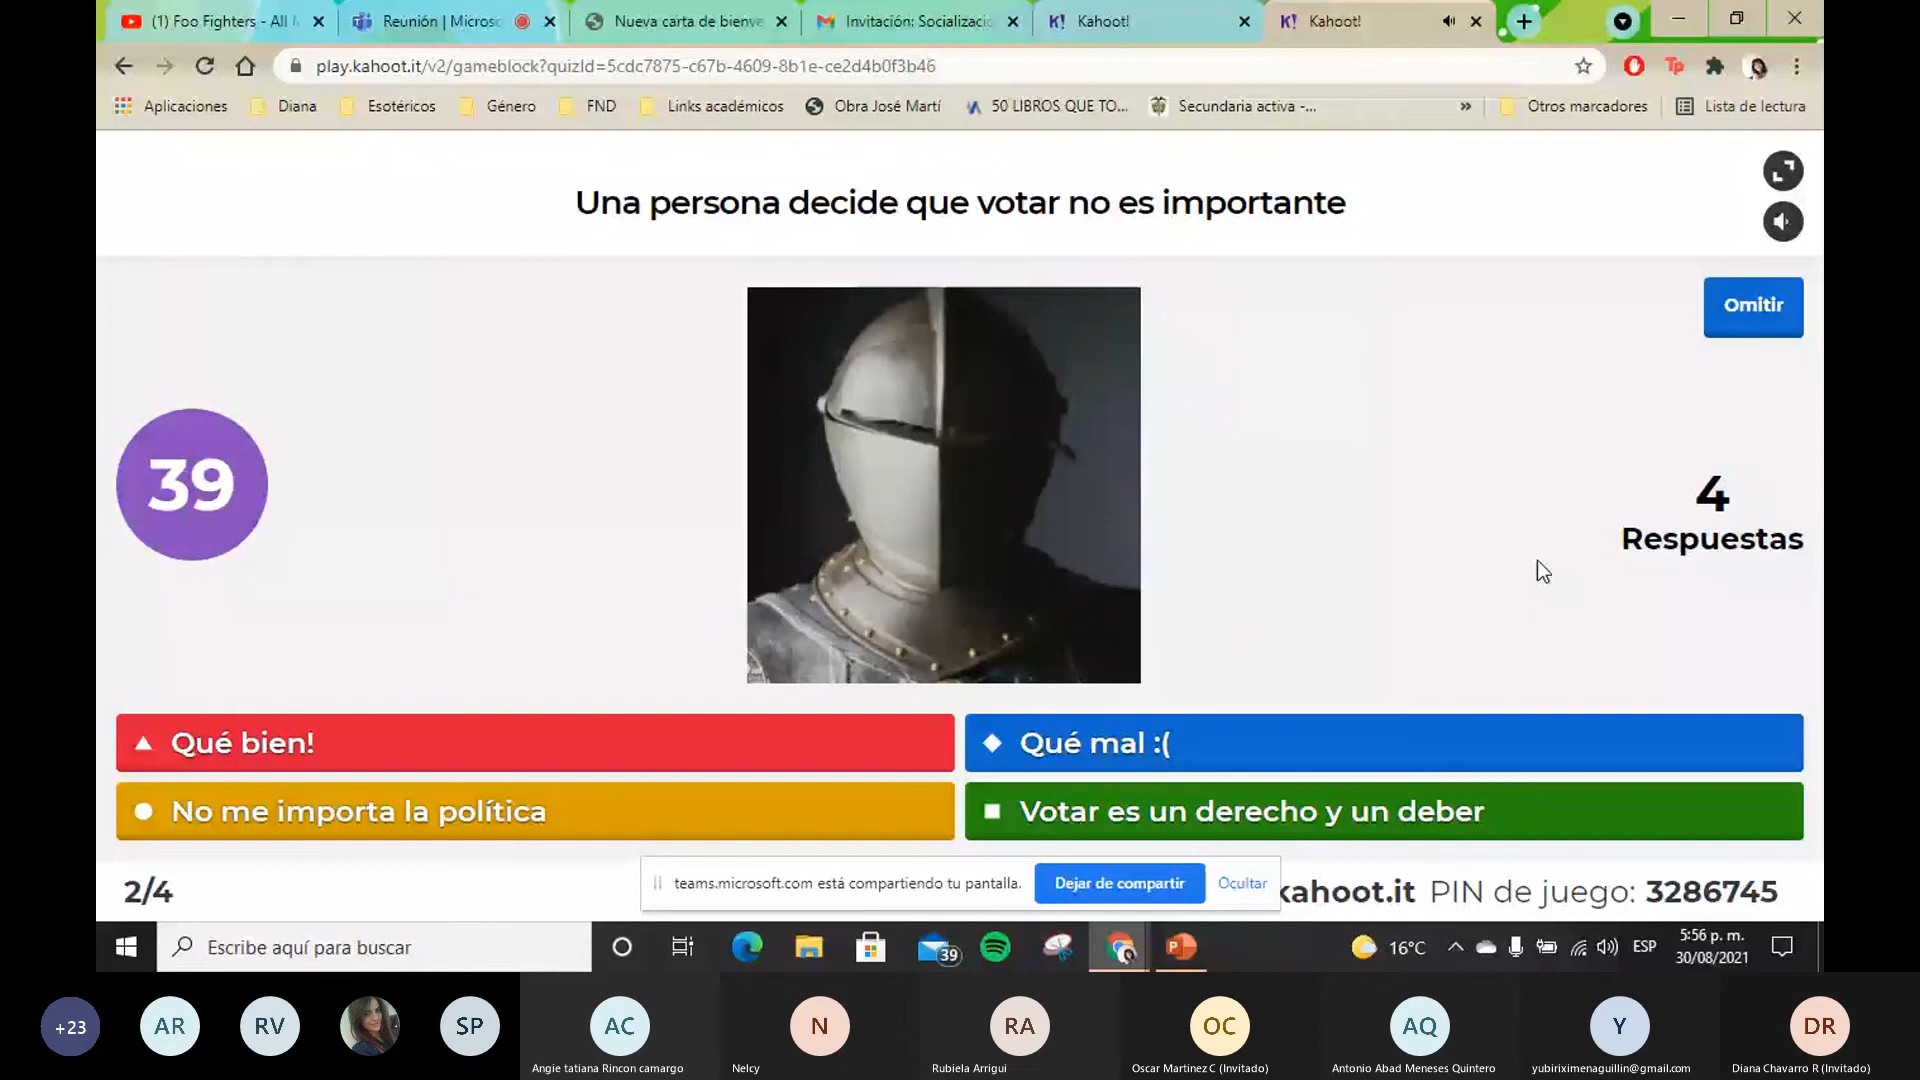 (1) Foo Fighters - All
Reunión | Micros
Nueva carta de bienve
Invitación: Socializaci
Kahoot!
Kahoot!
play.kahoot.it/v2/gameblock?quizId=5cdc7875-c67b-4609-8b1e-ce2d4b0f3b46
Aplicaciones
Diana
Esotéricos
Género
FND
Links académicos
Obra José Martí
50 LIBROS QUE TO...
Secundaria activa -...
»
Otros marcadores
Lista de lectura
Una persona decide que votar no es importante
Omitir
39
4
Respuestas
Qué bien!
Qué mal :(
No me importa la política
Votar es un derecho y un deber
2/4
teams.microsoft.com está compartiendo tu pantalla.
Dejar de compartir
Ocultar
kahoot.it PIN de juego: 3286745
Escribe aquí para buscar
39
16°C
ESP
5:56 p. m.
30/08/2021
+23
AR
RV
SP
AC
N
RA
OC
AQ
Y
DR
Angie tatiana Rincon camargo
Nelcy
Rubiela Arrigui
Oscar Martinez C (Invitado)
Antonio Abad Meneses Quintero
yubiriximenaguillin@gmail.com
Diana Chavarro R (Invitado)